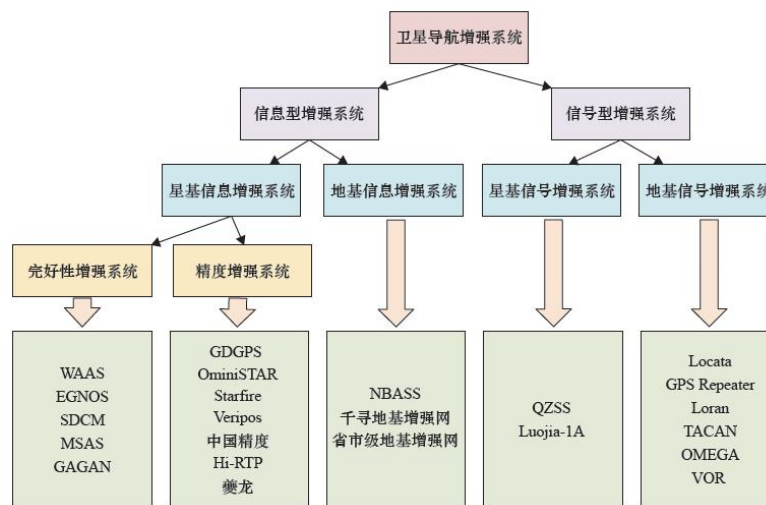 卫星导航增强系统
信息型增强系统
信号型增强系统
星基信息增强系统
地基信息增强系统
星基信号增强系统
地基信号增强系统
完好性增强系统
精度增强系统
WAAS
EGNOS
SDCM
MSAS
GAGAN
GDGPS
OminiSTAR
Starfire
Veripos
中国精度
Hi-RTP
夔龙
NBASS
千寻地基增强网
省市级地基增强网
QZSS
Luojia-1A
Locata
GPS Repeater
Loran
TACAN
OMEGA
VOR